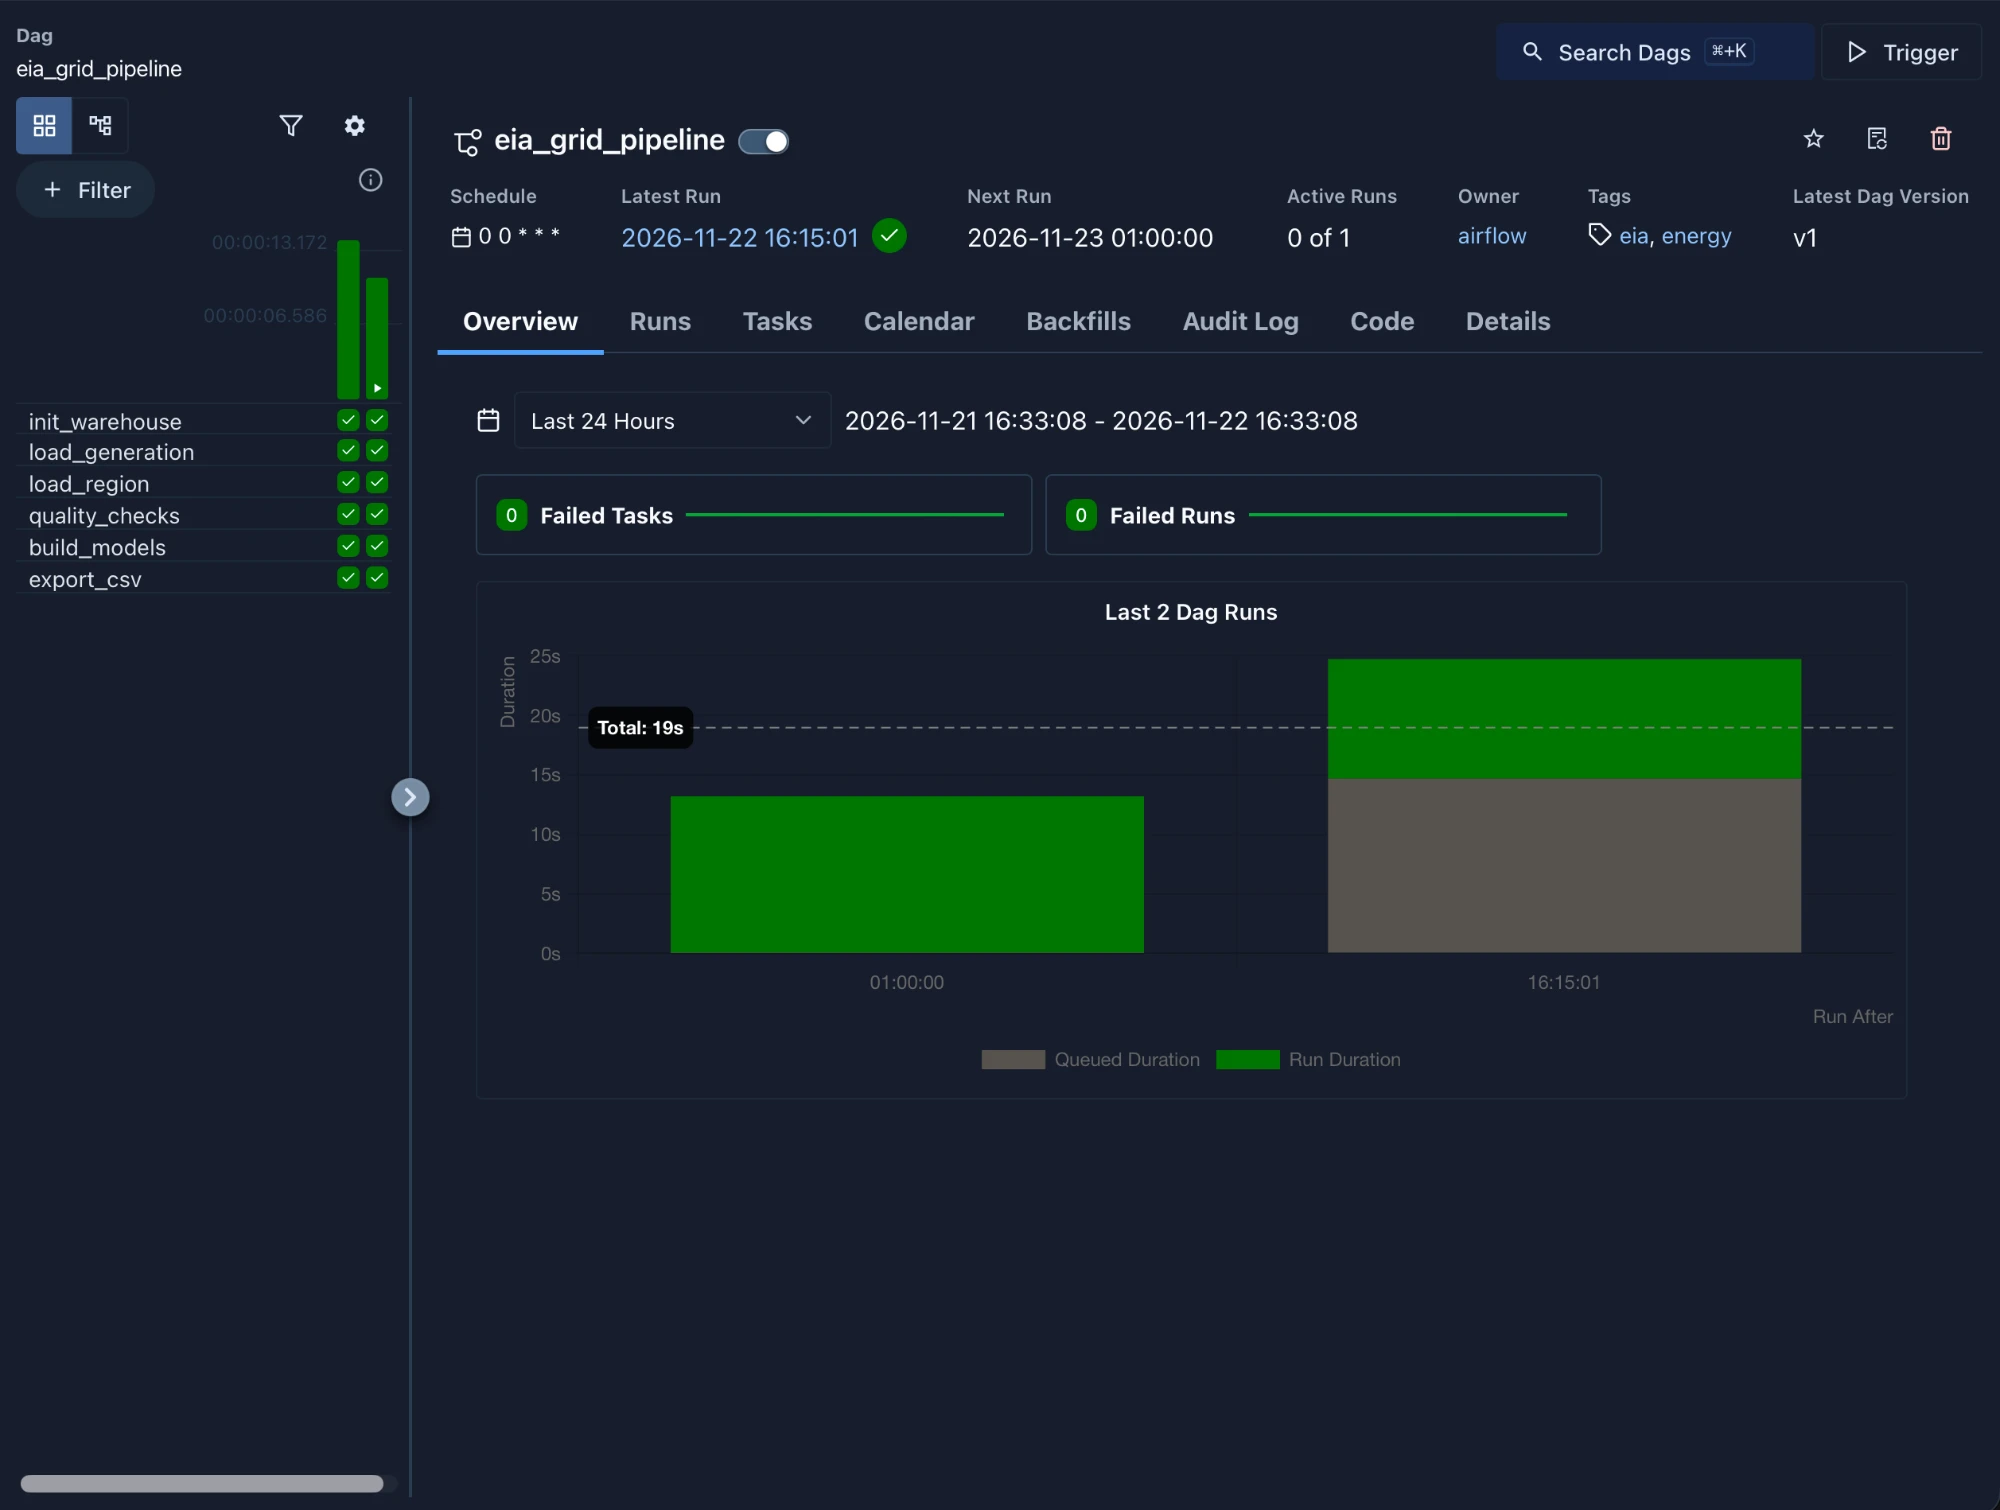 Dag
eia_grid_pipeline
Search Dags ⌘+K
Trigger
Filter
00:00:13.172
00:00:06.586
init_warehouse
load_generation
load_region
quality_checks
build_models
export_csv
eia_grid_pipeline
Schedule
0 0 * * *
Latest Run
2026-11-22 16:15:01
Next Run
2026-11-23 01:00:00
Active Runs
0 of 1
Owner
airflow
Tags
eia, energy
Latest Dag Version
v1
Overview Runs Tasks Calendar Backfills Audit Log Code Details
Last 24 Hours
2026-11-21 16:33:08 - 2026-11-22 16:33:08
0 Failed Tasks
0 Failed Runs
Last 2 Dag Runs
Duration
25s
20s
15s
10s
5s
0s
Total: 19s
01:00:00
16:15:01
Run After
Queued Duration
Run Duration